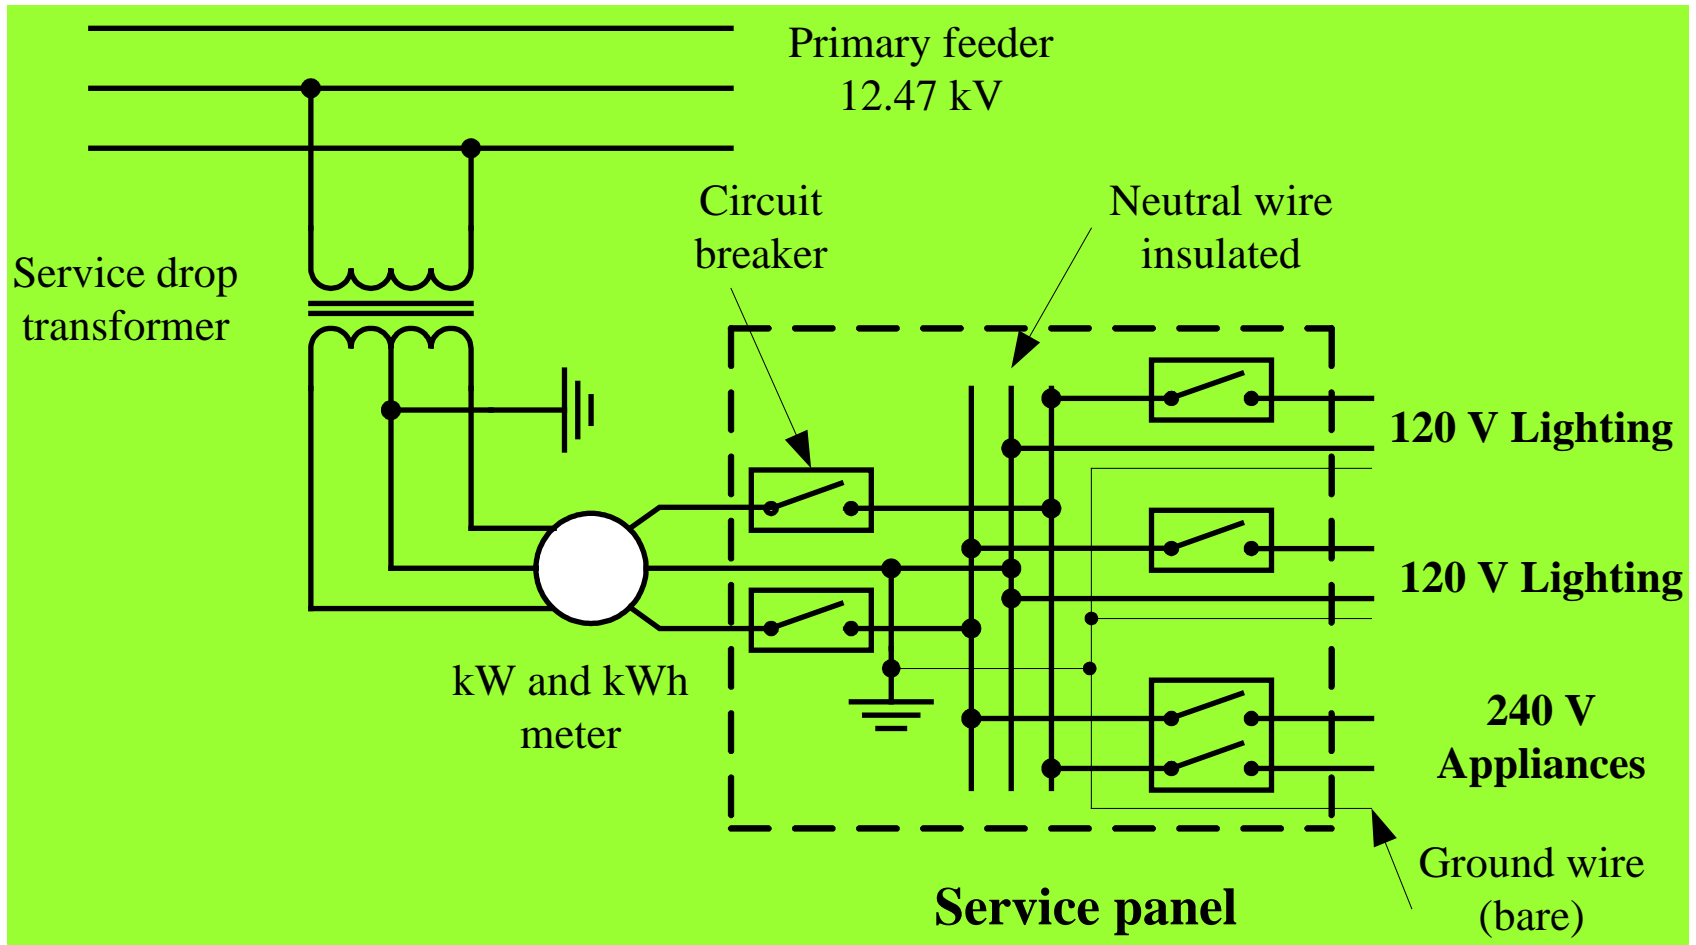 Primary feeder
12.47 kV
Circuit
breaker
Neutral wire
insulated
Service drop
transformer
120 V Lighting
120 V Lighting
kW and kWh
meter
240 V
Appliances
Ground wire
(bare)
Service panel